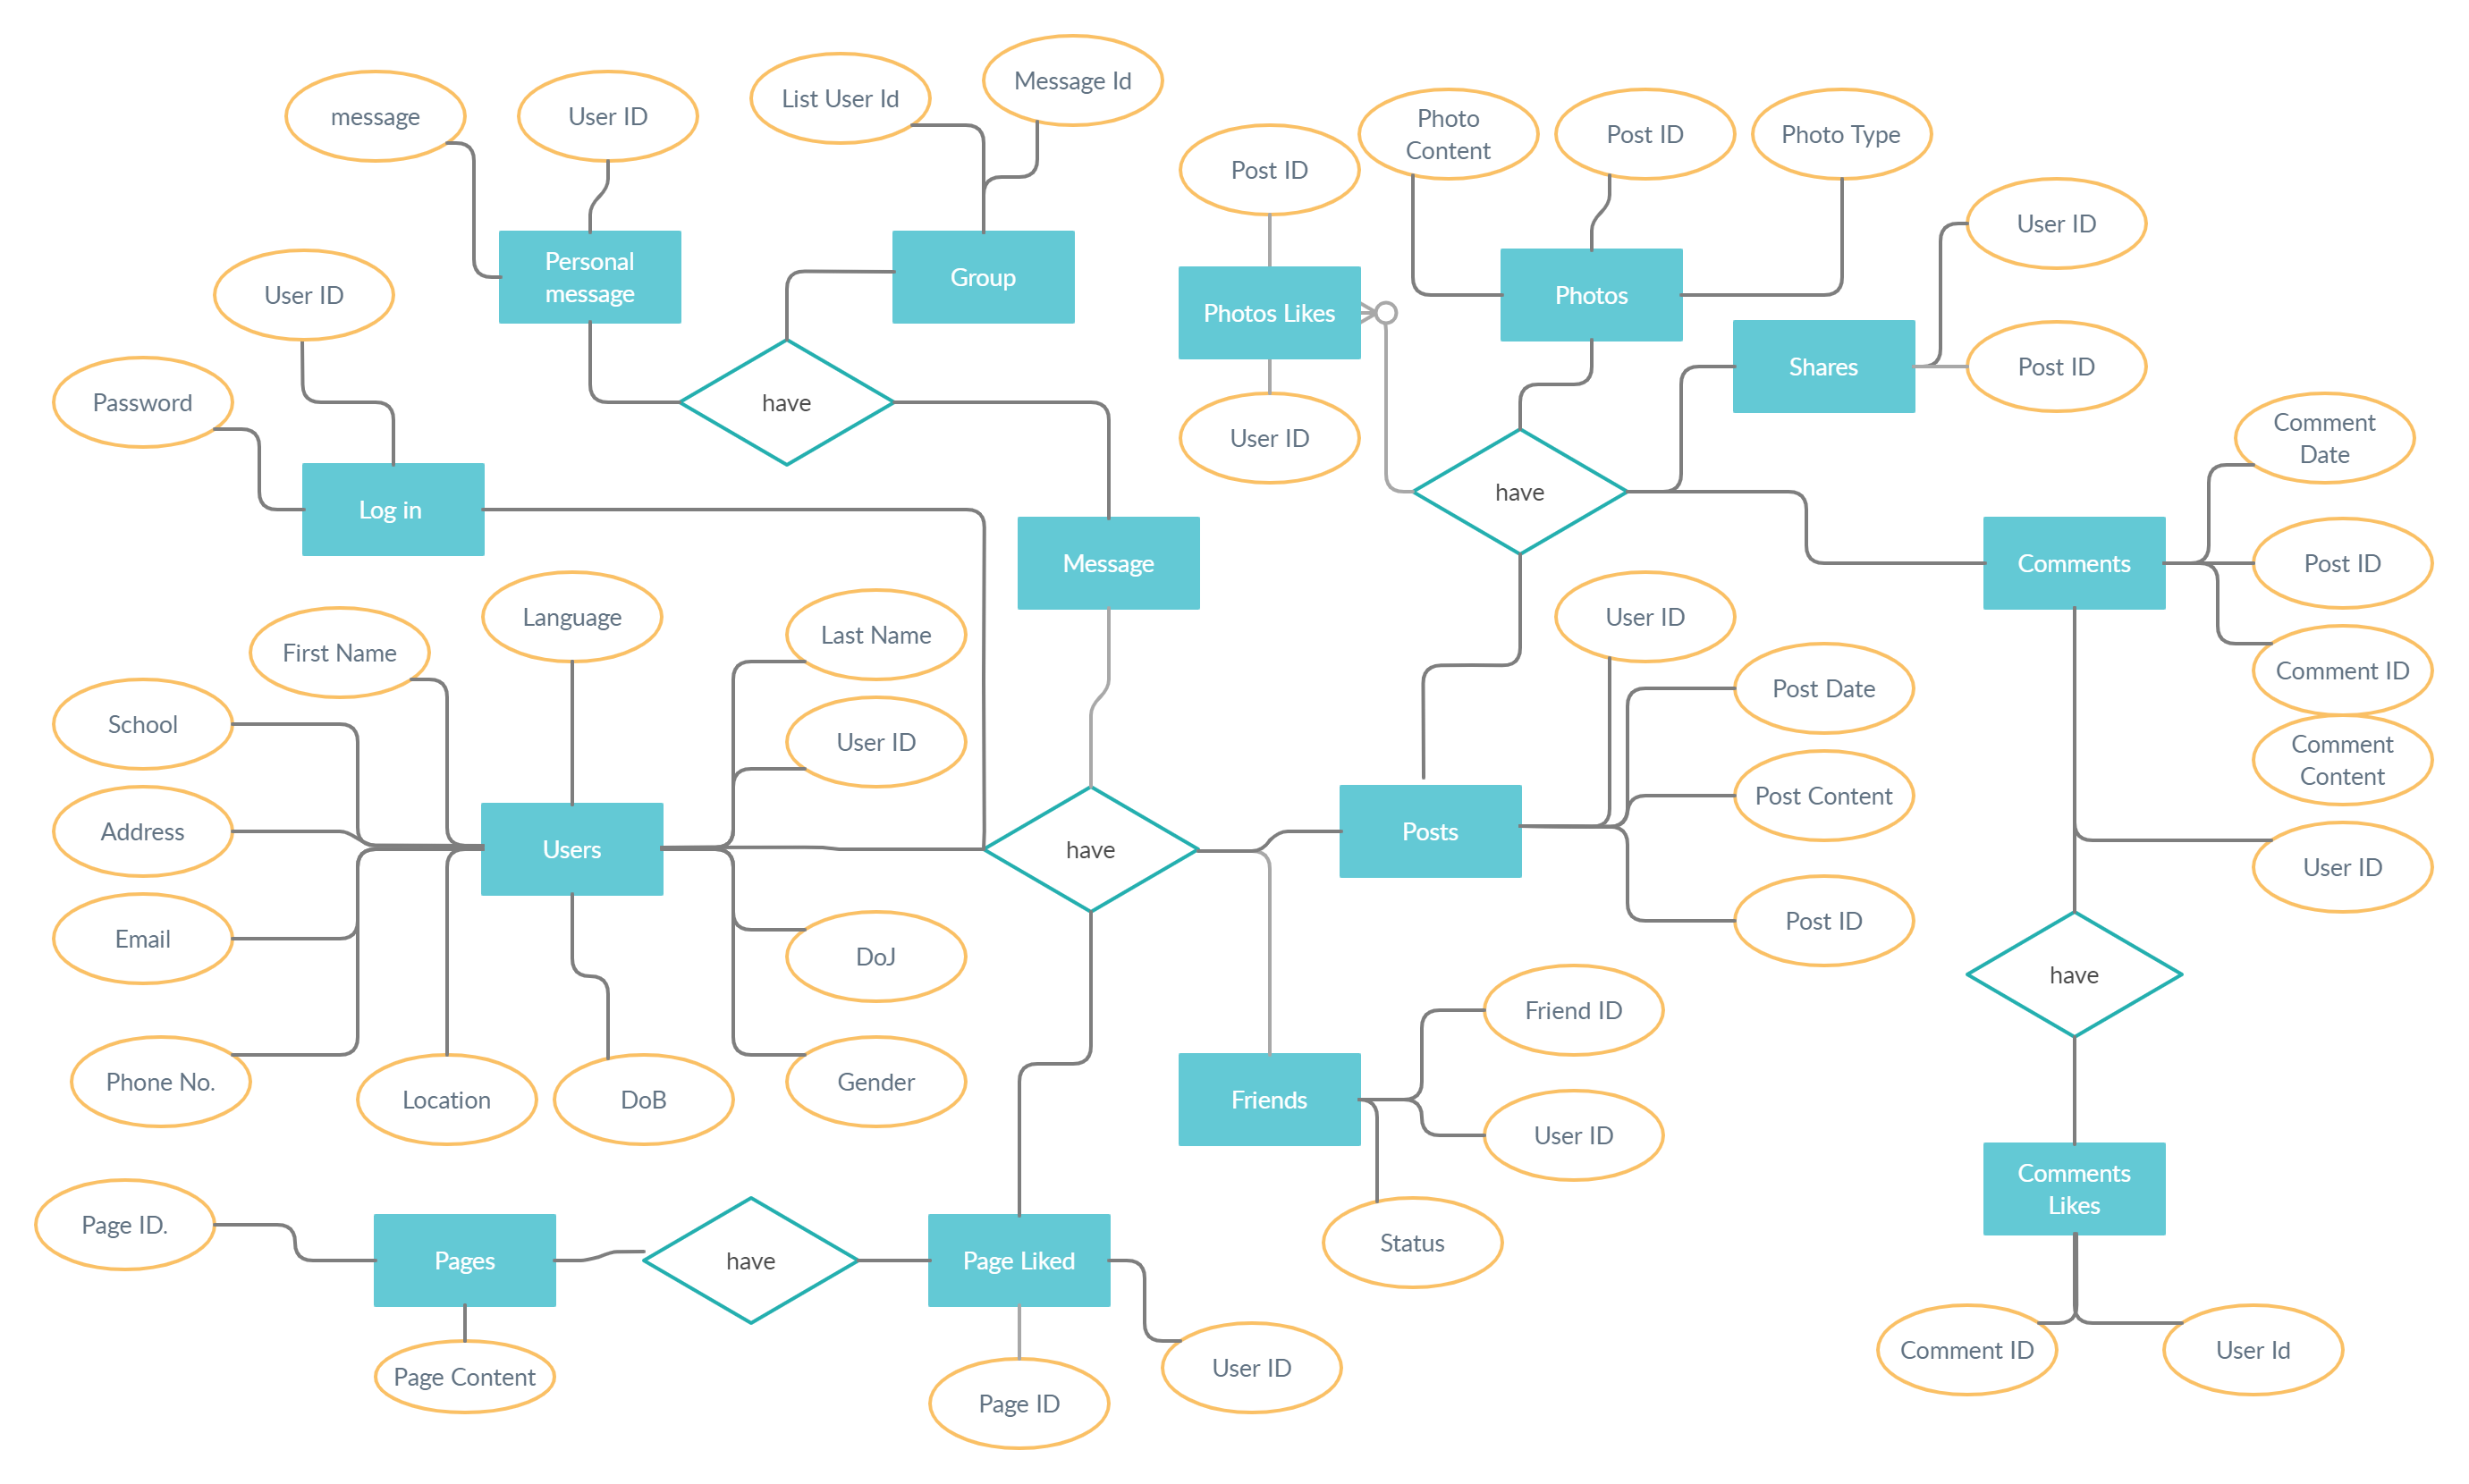 message
User ID
List User Id
Message Id
Photo
Content
Post ID
Photo Type
Post ID
User ID
Personal
message
Group
User ID
Photos Likes
Photos
Shares
Post ID
Password
have
User ID
Comment
Date
Log in
have
Message
Comments
Post ID
Language
User ID
Last Name
First Name
Comment ID
Post Date
School
User ID
Comment
Content
Post Content
Address
Users
have
Posts
User ID
Post ID
Email
DoJ
have
Friend ID
Phone No.
Location
DoB
Gender
Friends
User ID
Comments
Likes
Page ID.
Status
Pages
have
Page Liked
Page Content
Page ID
User ID
Comment ID
User Id